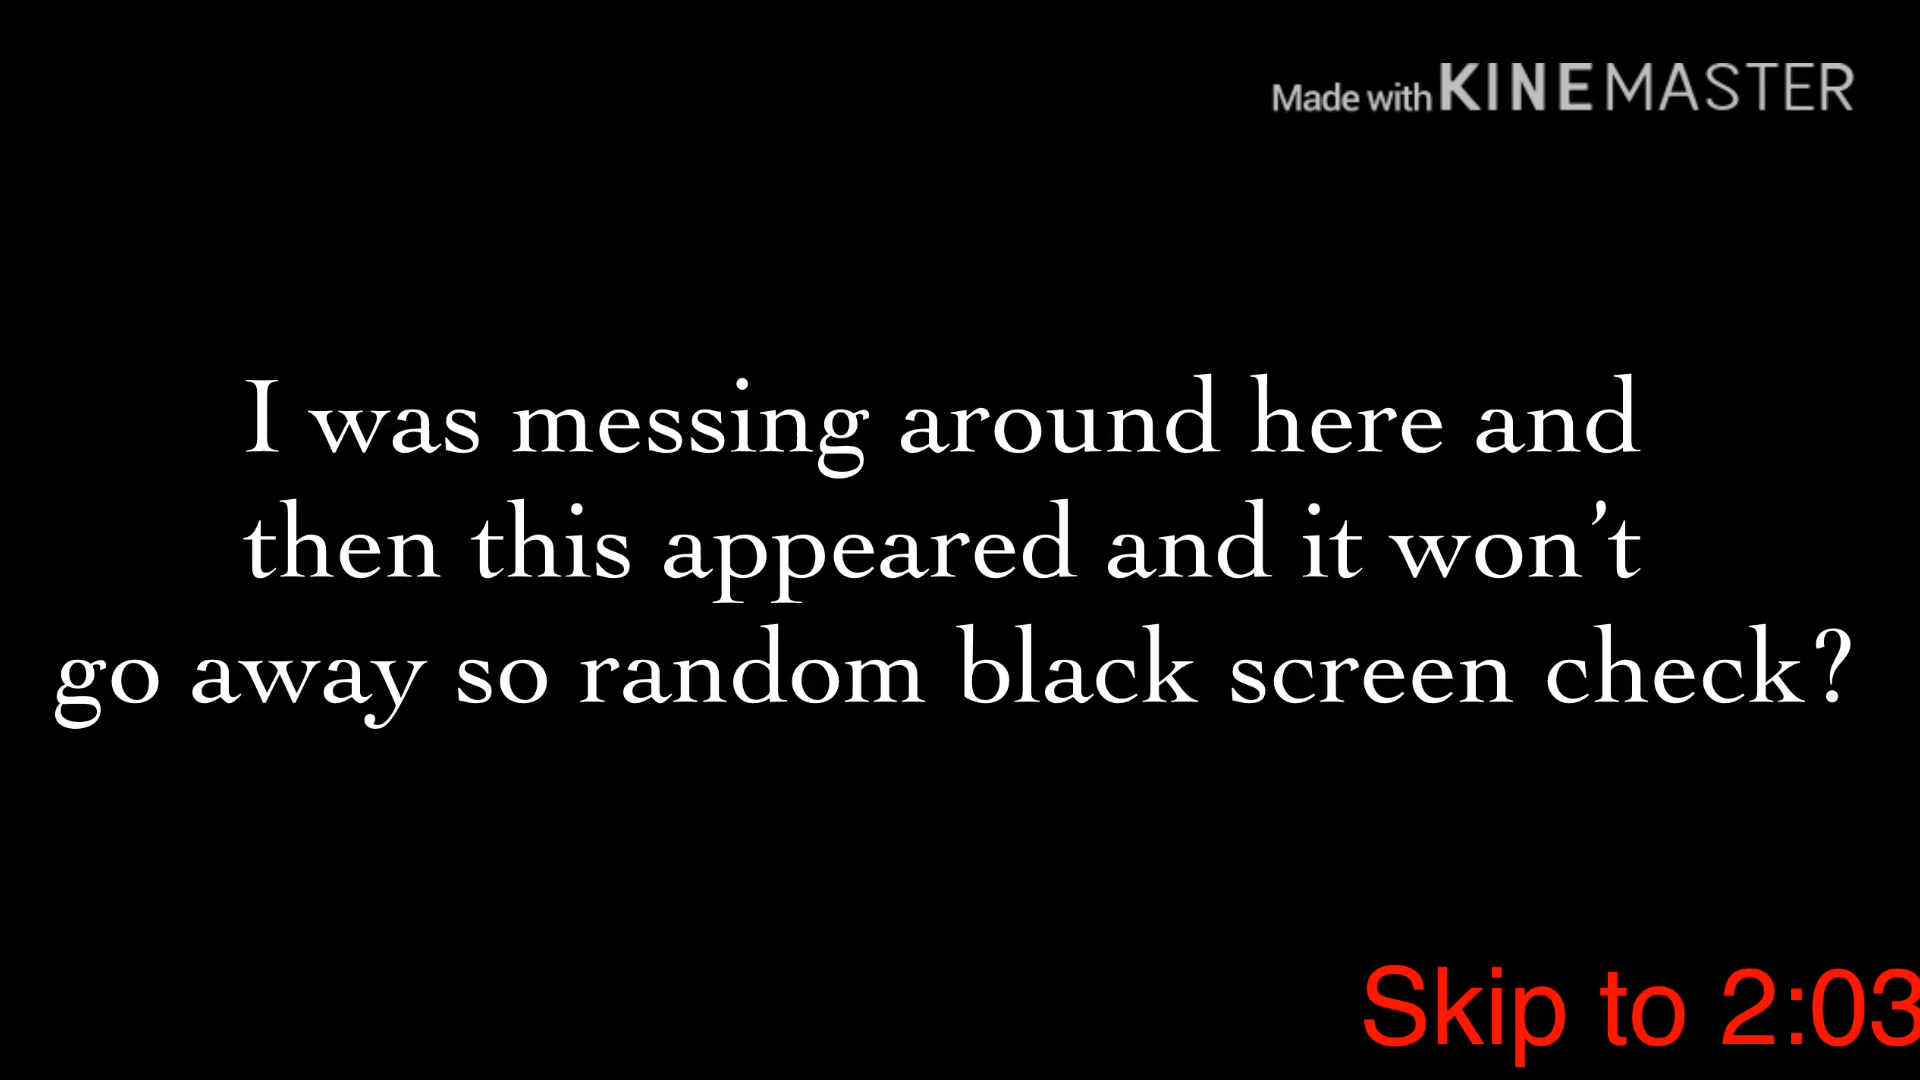 Made with KINEMASTER
I was messing around here and
then this appeared and it won’t
go away so random black screen check?
Skip to 2:03